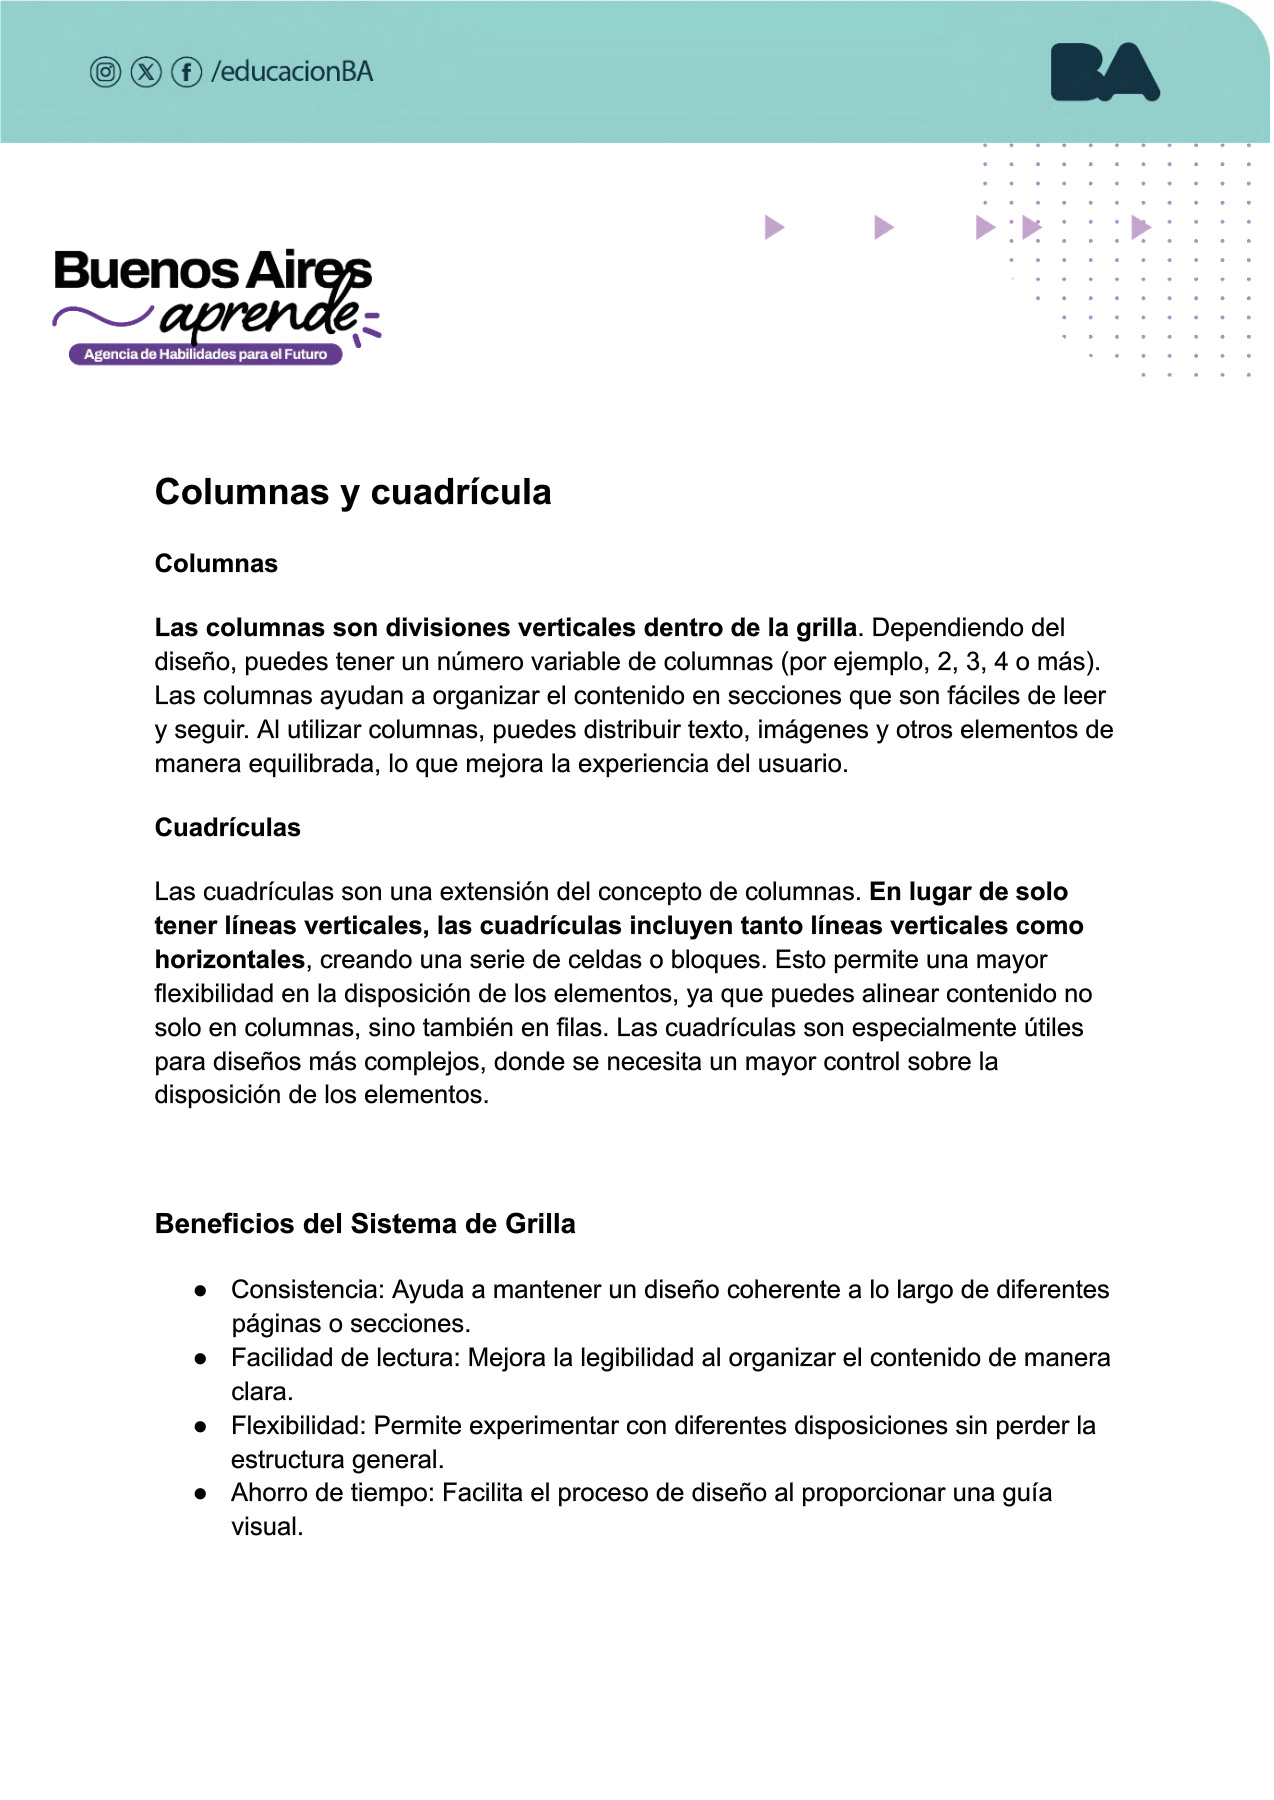 /educacionBA
BA
Buenos Aires
aprende
Agencia de Habilidades para el Futuro
Columnas y cuadrícula
Columnas
Las columnas son divisiones verticales dentro de la grilla. Dependiendo del
diseño, puedes tener un número variable de columnas (por ejemplo, 2, 3, 4 o más).
Las columnas ayudan a organizar el contenido en secciones que son fáciles de leer
y seguir. Al utilizar columnas, puedes distribuir texto, imágenes y otros elementos de
manera equilibrada, lo que mejora la experiencia del usuario.
Cuadrículas
Las cuadrículas son una extensión del concepto de columnas. En lugar de solo
tener líneas verticales, las cuadrículas incluyen tanto líneas verticales como
horizontales, creando una serie de celdas o bloques. Esto permite una mayor
flexibilidad en la disposición de los elementos, ya que puedes alinear contenido no
solo en columnas, sino también en filas. Las cuadrículas son especialmente útiles
para diseños más complejos, donde se necesita un mayor control sobre la
disposición de los elementos.
Beneficios del Sistema de Grilla
● Consistencia: Ayuda a mantener un diseño coherente a lo largo de diferentes
páginas o secciones.
● Facilidad de lectura: Mejora la legibilidad al organizar el contenido de manera
clara.
● Flexibilidad: Permite experimentar con diferentes disposiciones sin perder la
estructura general.
● Ahorro de tiempo: Facilita el proceso de diseño al proporcionar una guía
visual.